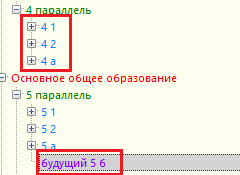 4 параллель
4 1
4 2
4 а
Основное общее образование
5 параллель
5 1
5 2
5 а
будущий 5 б